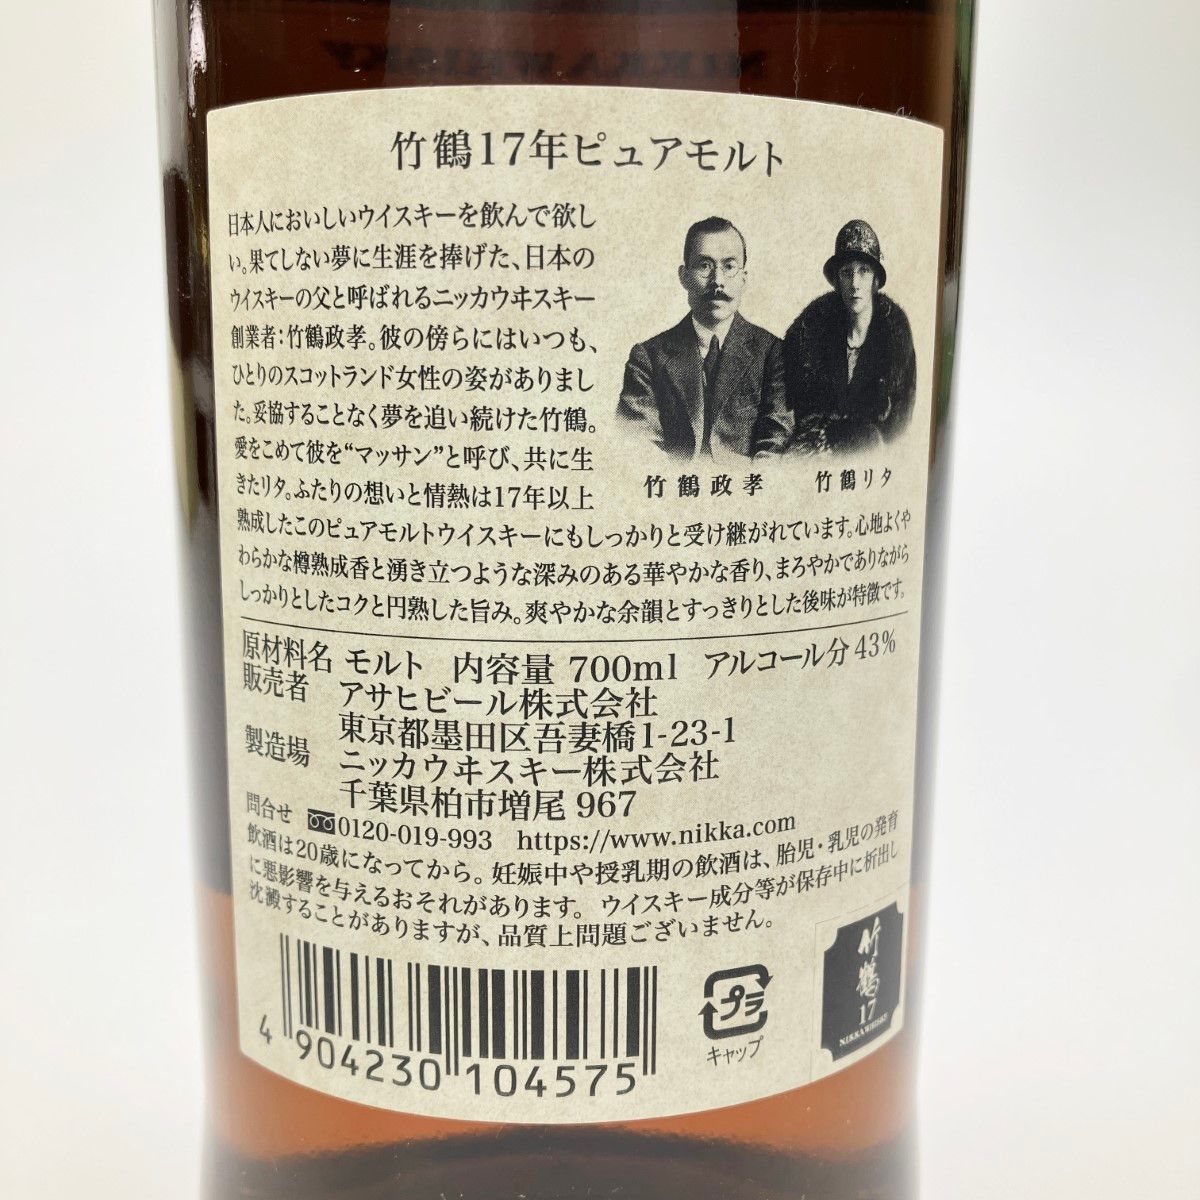 NIKKA WHISKY
竹鶴17年ピュアモルト
日本人においしいウイスキーを飲んで欲し
い。果てしない夢に生涯を捧げた、日本の
ウイスキーの父と呼ばれるニッカウヰスキー
創業者：竹鶴政孝。彼の傍らにはいつも、
ひとりのスコットランド女性の姿がありまし
た。妥協することなく夢を追い続けた竹鶴。
愛をこめて彼を“マッサン”と呼び、共に生
きたリタ。ふたりの想いと情熱は17年以上
熟成したこのピュアモルトウイスキーにもしっかりと受け継がれています。心地よくや
わらかな樽熟成香と湧き立つような深みのある華やかな香り、まろやかでありながら
しっかりとしたコクと円熟した旨み。爽やかな余韻とすっきりとした後味が特徴です。
竹鶴政孝
竹鶴リタ
原材料名 モルト 内容量 700ml アルコール分 43%
販売者 アサヒビール株式会社
東京都墨田区吾妻橋1-23-1
製造場 ニッカウヰスキー株式会社
千葉県柏市増尾 967
問合せ 0120-019-993 https://www.nikka.com
飲酒は20歳になってから。妊娠中や授乳期の飲酒は、胎児・乳児の発育
に悪影響を与えるおそれがあります。ウイスキー成分等が保存中に析出し
沈澱することがありますが、品質上問題ございません。
4 904230 104575
プラ
キャップ
竹鶴
17
NIKKA WHISKY